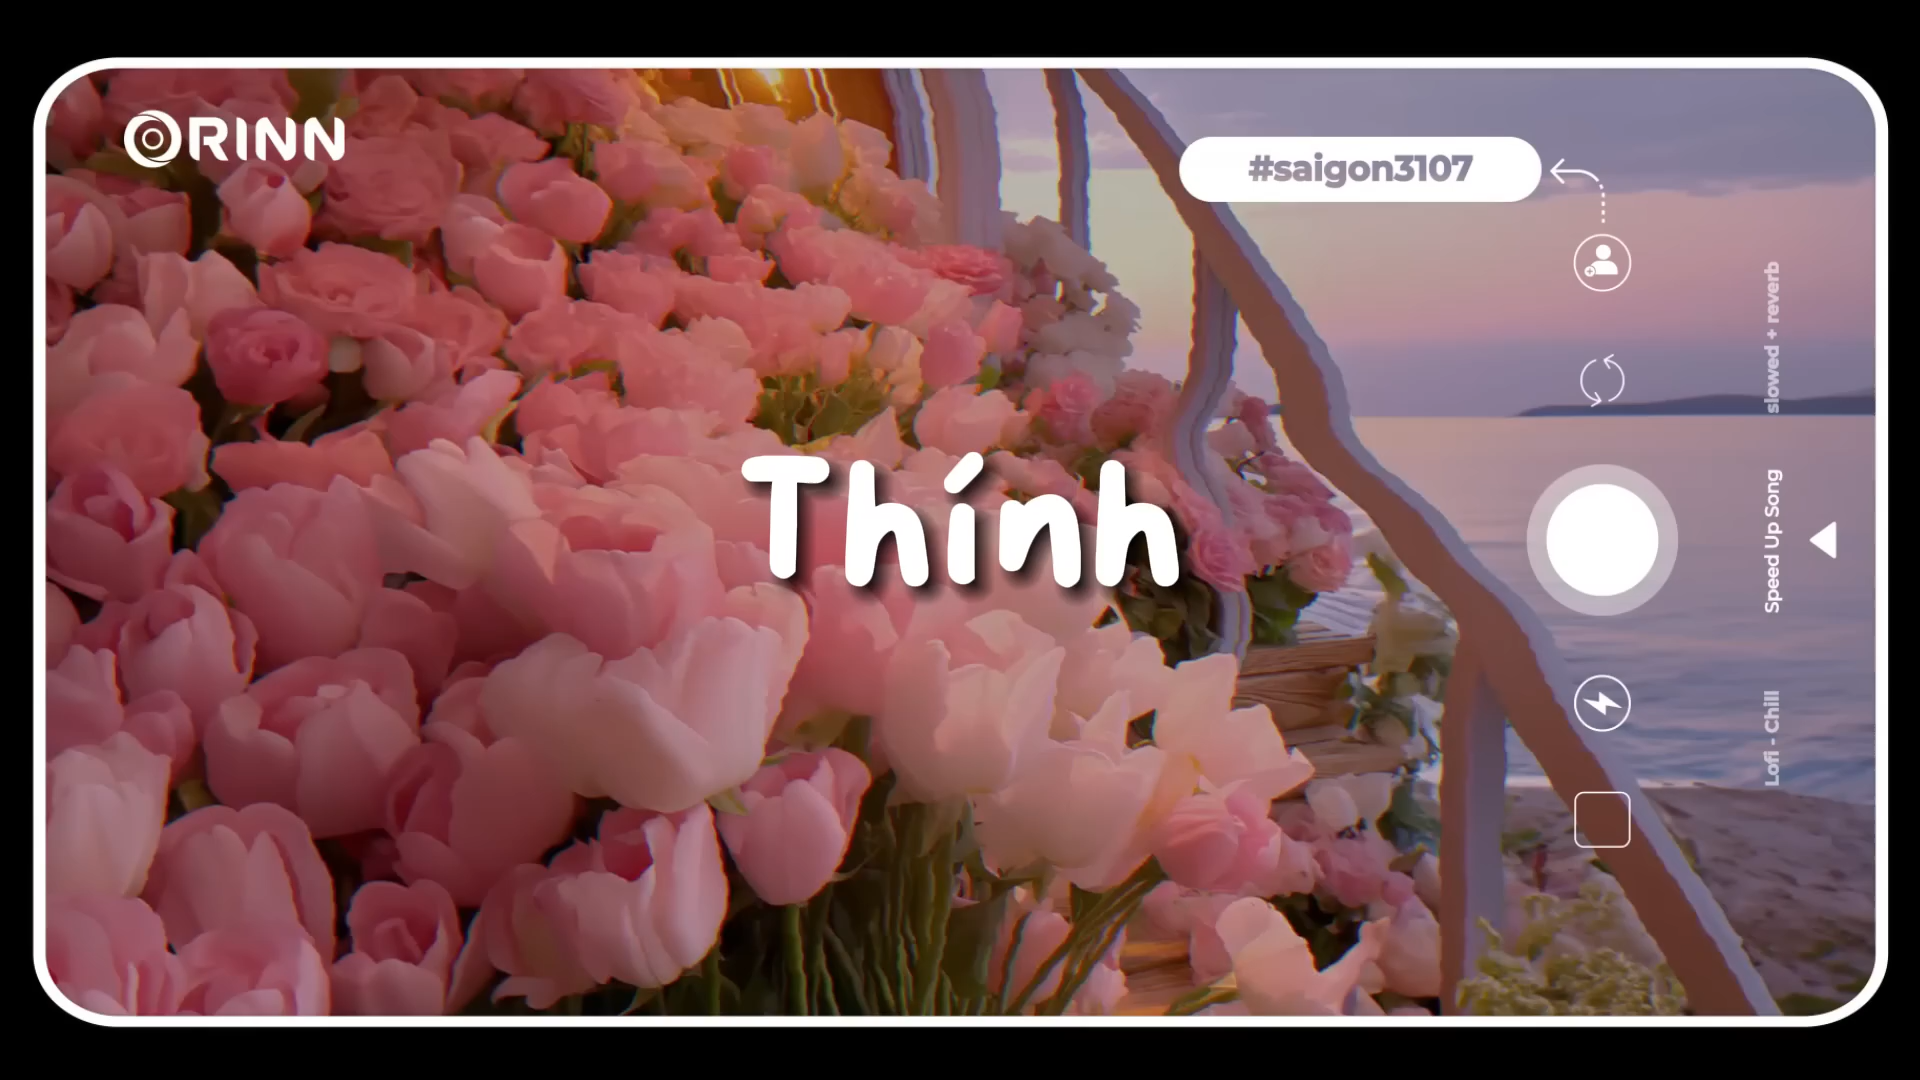 ORINN
#saigon3107
Thính
slowed + reverb
Speed Up Song
Lofi - Chill